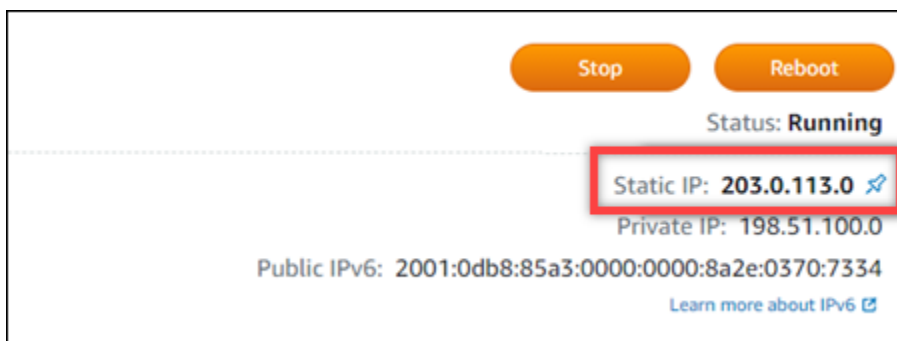 Stop Reboot
Status: Running
Static IP: 203.0.113.0
Private IP: 198.51.100.0
Public IPv6: 2001:0db8:85a3:0000:0000:8a2e:0370:7334
Learn more about IPv6